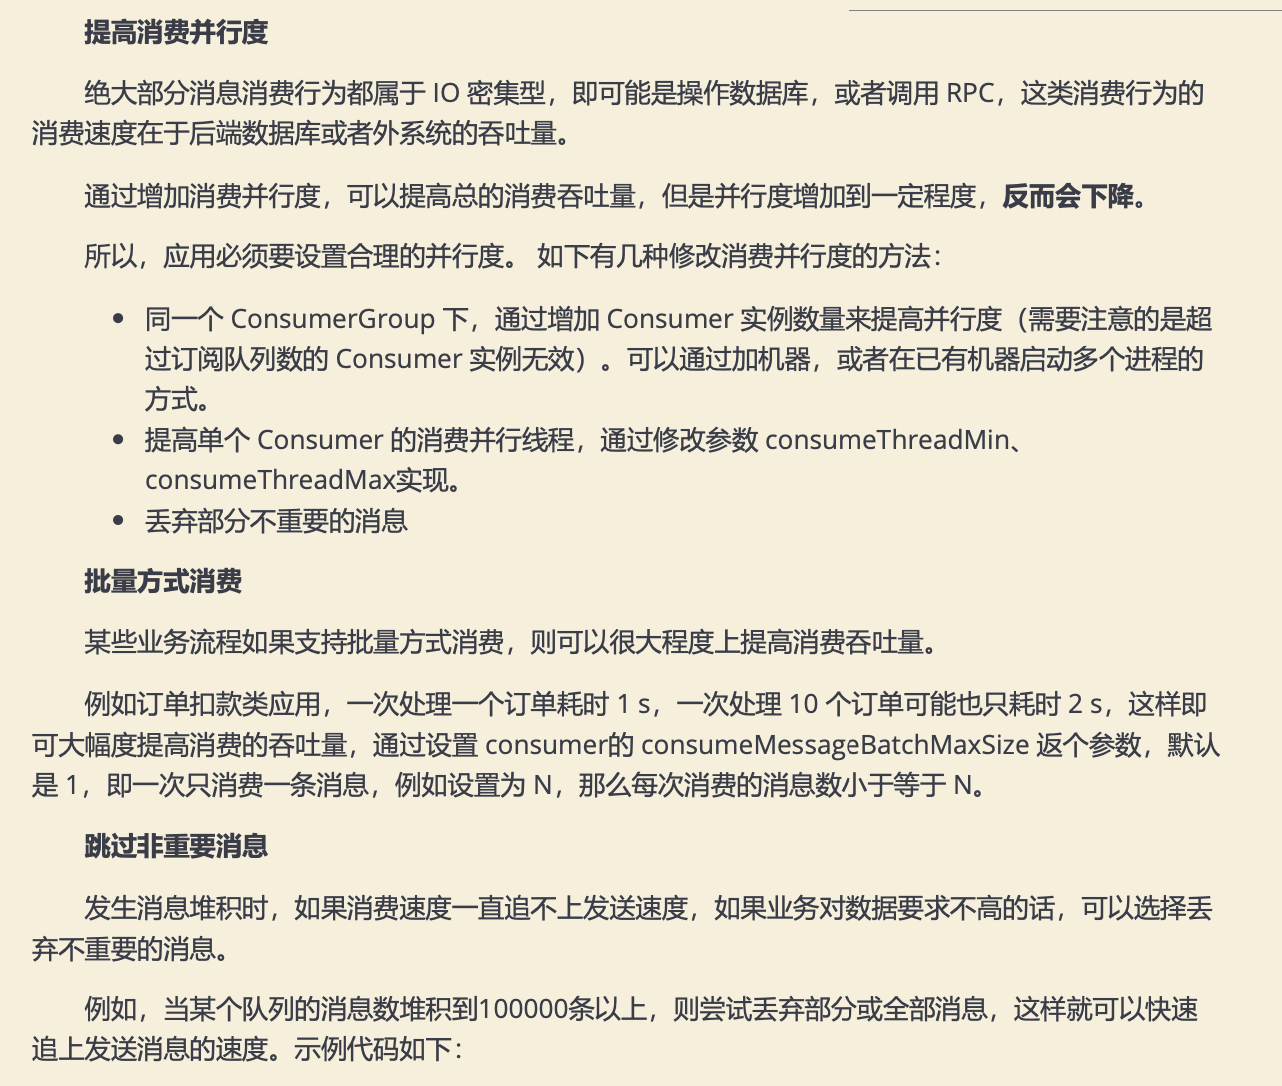 提高消费并行度
绝大部分消息消费行为都属于 IO 密集型，即可能是操作数据库，或者调用 RPC，这类消费行为的
消费速度在于后端数据库或者外系统的吞吐量。
通过增加消费并行度，可以提高总的消费吞吐量，但是并行度增加到一定程度，反而会下降。
所以，应用必须要设置合理的并行度。 如下有几种修改消费并行度的方法：
同一个 ConsumerGroup 下，通过增加 Consumer 实例数量来提高并行度（需要注意的是超
过订阅队列数的 Consumer 实例无效）。可以通过加机器，或者在已有机器启动多个进程的
方式。
提高单个 Consumer 的消费并行线程，通过修改参数 consumeThreadMin、
consumeThreadMax实现。
丢弃部分不重要的消息
批量方式消费
某些业务流程如果支持批量方式消费，则可以很大程度上提高消费吞吐量。
例如订单扣款类应用，一次处理一个订单耗时 1 s，一次处理 10 个订单可能也只耗时 2 s，这样即
可大幅度提高消费的吞吐量，通过设置 consumer的 consumeMessageBatchMaxSize 返个参数，默认
是 1，即一次只消费一条消息，例如设置为 N，那么每次消费的消息数小于等于 N。
跳过非重要消息
发生消息堆积时，如果消费速度一直追不上发送速度，如果业务对数据要求不高的话，可以选择丢
弃不重要的消息。
例如，当某个队列的消息数堆积到100000条以上，则尝试丢弃部分或全部消息，这样就可以快速
追上发送消息的速度。示例代码如下：